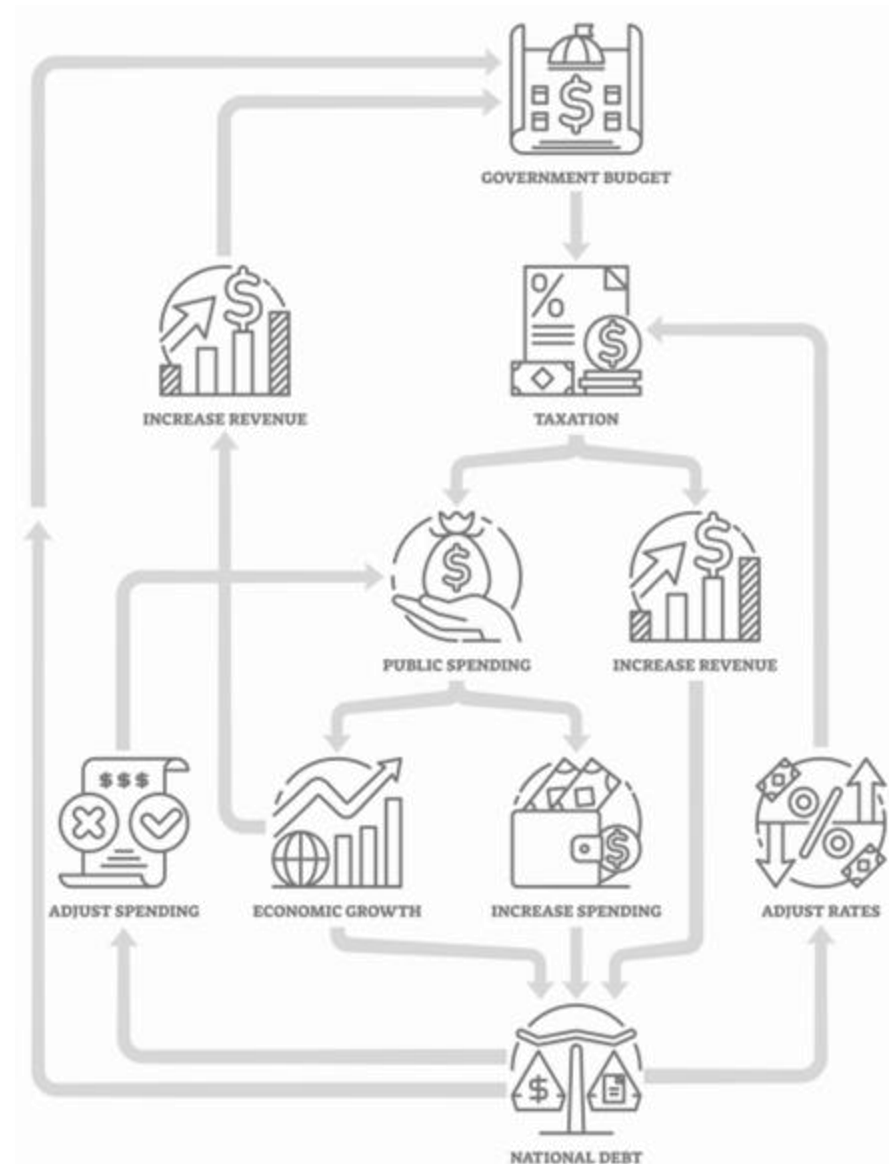 $
GOVERNMENT BUDGET
$
INCREASE REVENUE
%
$
TAXATION
$
PUBLIC SPENDING
$
INCREASE REVENUE
$$$
ADJUST SPENDING
ECONOMIC GROWTH
$
INCREASE SPENDING
%
ADJUST RATES
$
NATIONAL DEBT